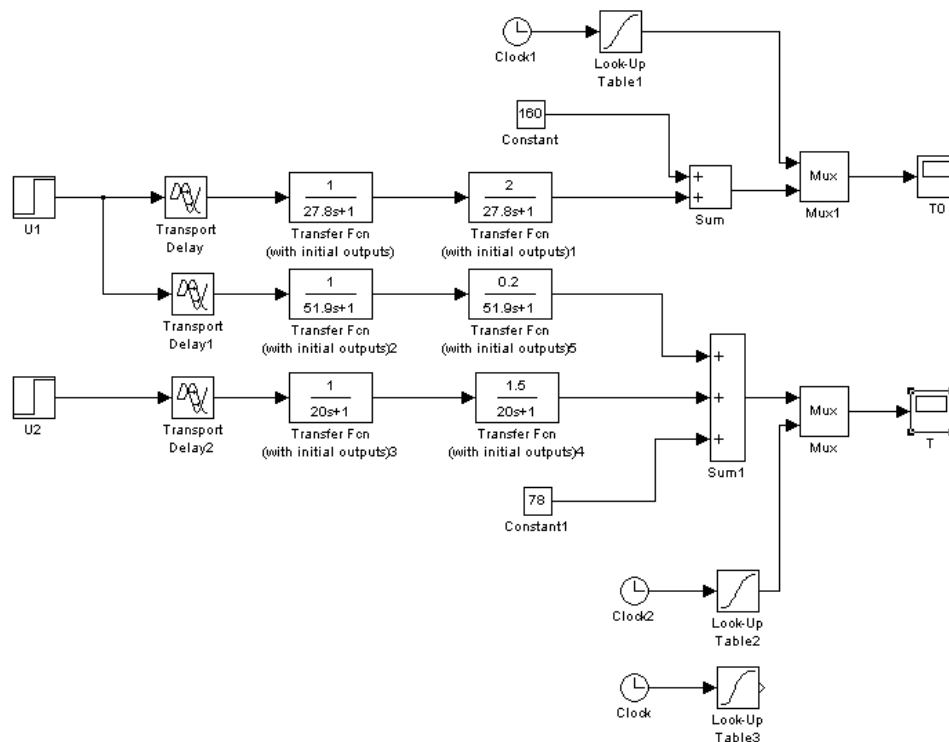 Clock1
Look-Up
Table1
160
Constant
+
+
Sum
Mux
Mux1
T0
U1
Transport
Delay
1
27.8s+1
Transfer Fcn
(with initial outputs)
2
27.8s+1
Transfer Fcn
(with initial outputs)1
Transport
Delay1
1
51.9s+1
Transfer Fcn
(with initial outputs)2
0.2
51.9s+1
Transfer Fcn
(with initial outputs)5
U2
Transport
Delay2
1
20s+1
Transfer Fcn
(with initial outputs)3
1.5
20s+1
Transfer Fcn
(with initial outputs)4
+
+
+
Sum1
Mux
Mux
T
78
Constant1
Clock2
Look-Up
Table2
Clock
Look-Up
Table3